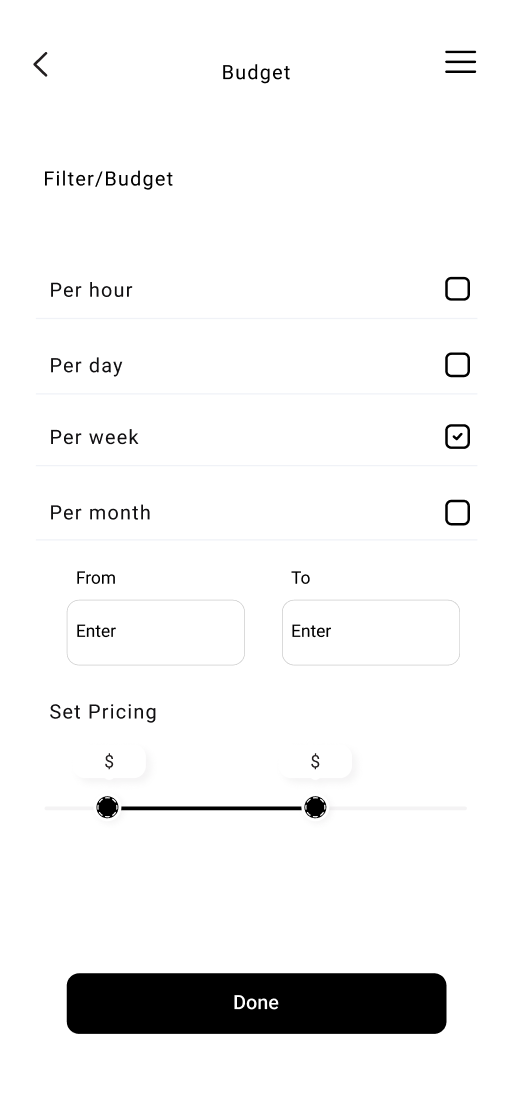 Budget
Filter/Budget
Per hour
Per day
Per week
Per month
From To
Enter Enter
Set Pricing
$ $
Done